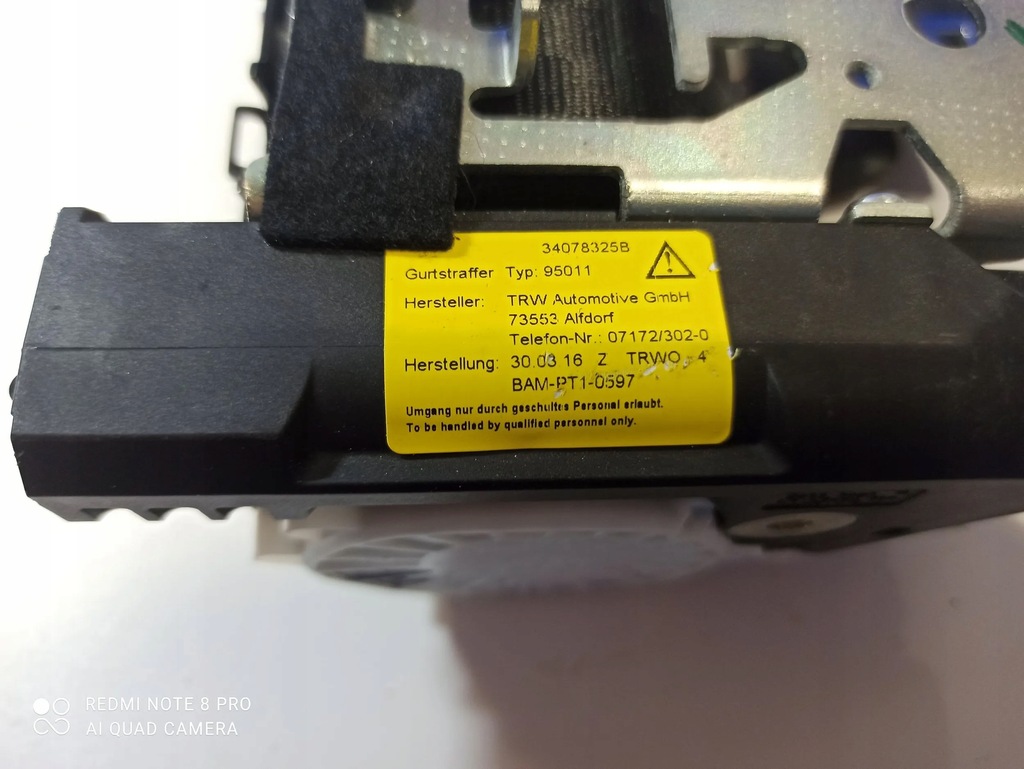 34078325B
Gurtstraffer Typ: 95011
Hersteller: TRW Automotive GmbH
73553 Alfdorf
Telefon-Nr.: 07172/302-0
Herstellung: 30.03 16 Z TRWO 4
BAM-PT1-0597
Umgang nur durch geschultes Personal erlaubt.
To be handled by qualified personnel only.
REDMI NOTE 8 PRO
AI QUAD CAMERA